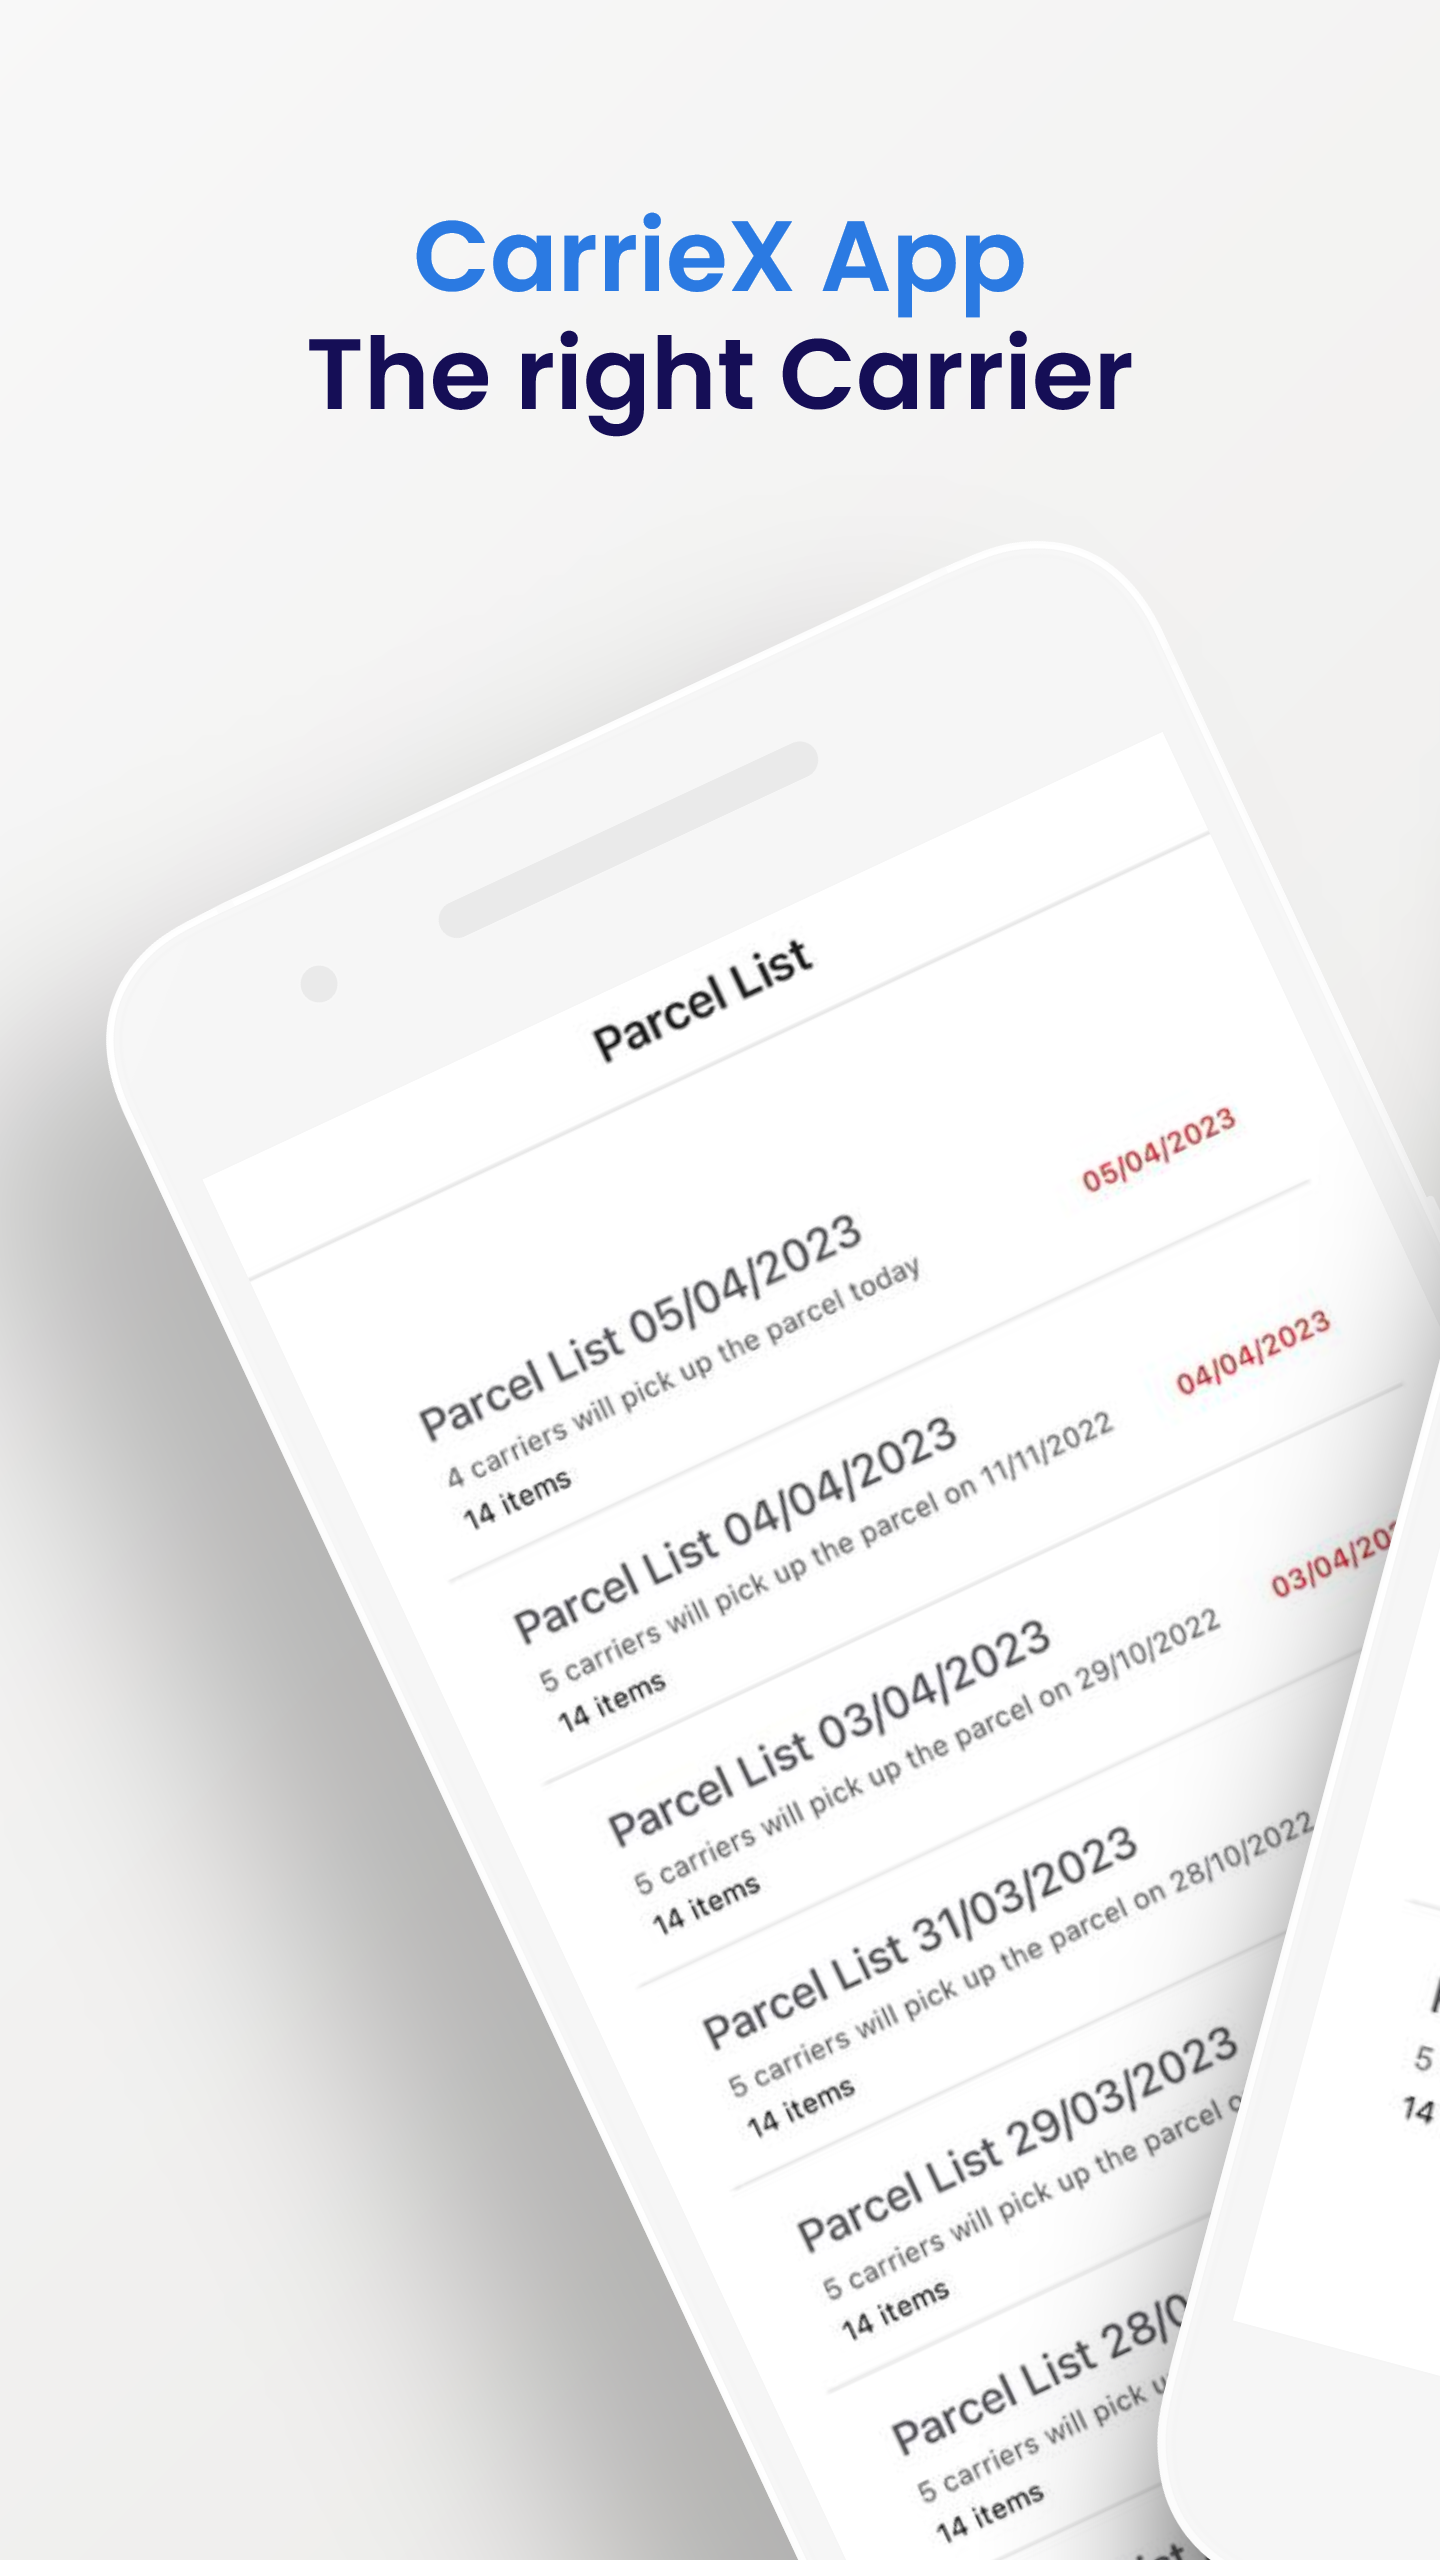 CarrieX App
The right Carrier
Parcel List
Parcel List 05/04/2023
05/04/2023
4 carriers will pick up the parcel today
14 items
Parcel List 04/04/2023
04/04/2023
5 carriers will pick up the parcel on 11/11/2022
14 items
Parcel List 03/04/2023
03/04/20
5 carriers will pick up the parcel on 29/10/2022
14 items
Parcel List 31/03/2023
5 carriers will pick up the parcel on 28/10/2022
14 items
Parcel List 29/03/2023
5 carriers will pick up the parcel
14 items
Parcel List 28/0
5 carriers will pick
14 items
5
14